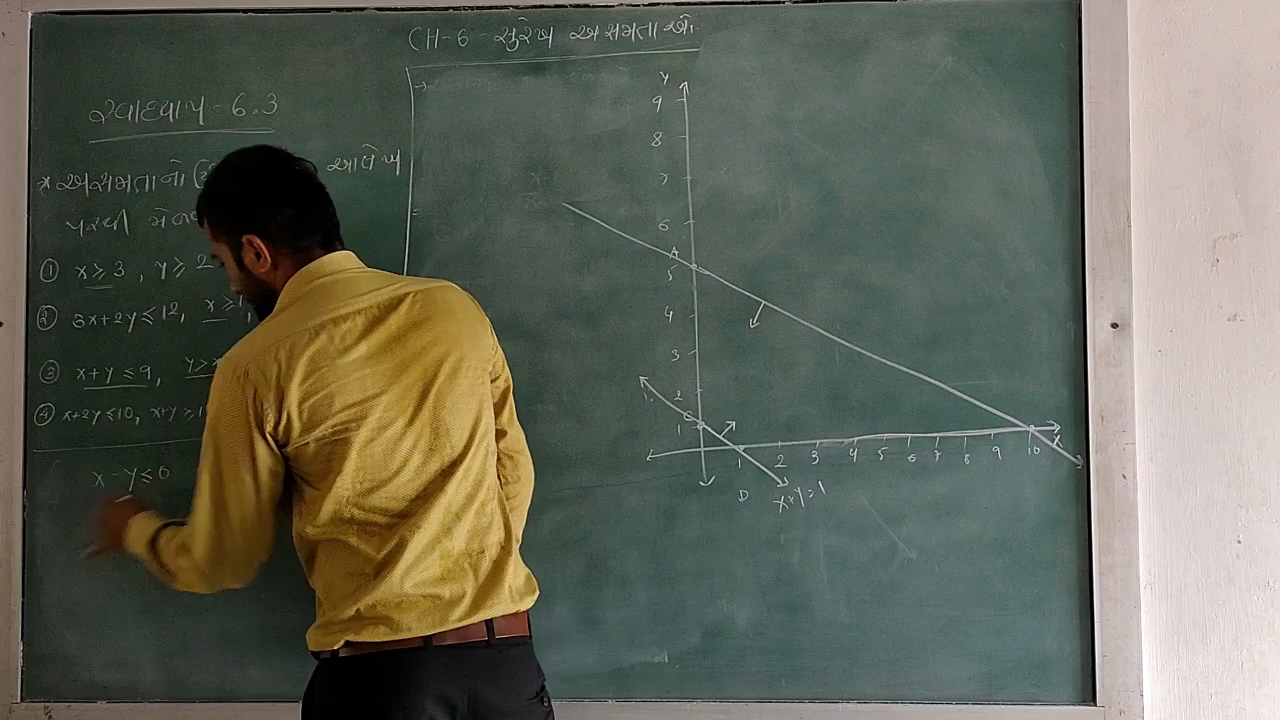 CH-6 - સુરેખ અસમતાઓ.
સ્વાધ્યાય - 6.3
* અસમતાનો આલેખ
પરથી
① x ≥ 3, y ≥ 2
② 3x+2y ≤ 12, x ≥ 1,
③ x+y ≤ 9, y > x
④ x+2y ≤ 10, x+y ≥ 1
x - y ≤ 0
Y
9
8
7
6
A
5
4
3
2
C
1
1 2 3 4 5 6 7 8 9 10 X
D
x+y=1